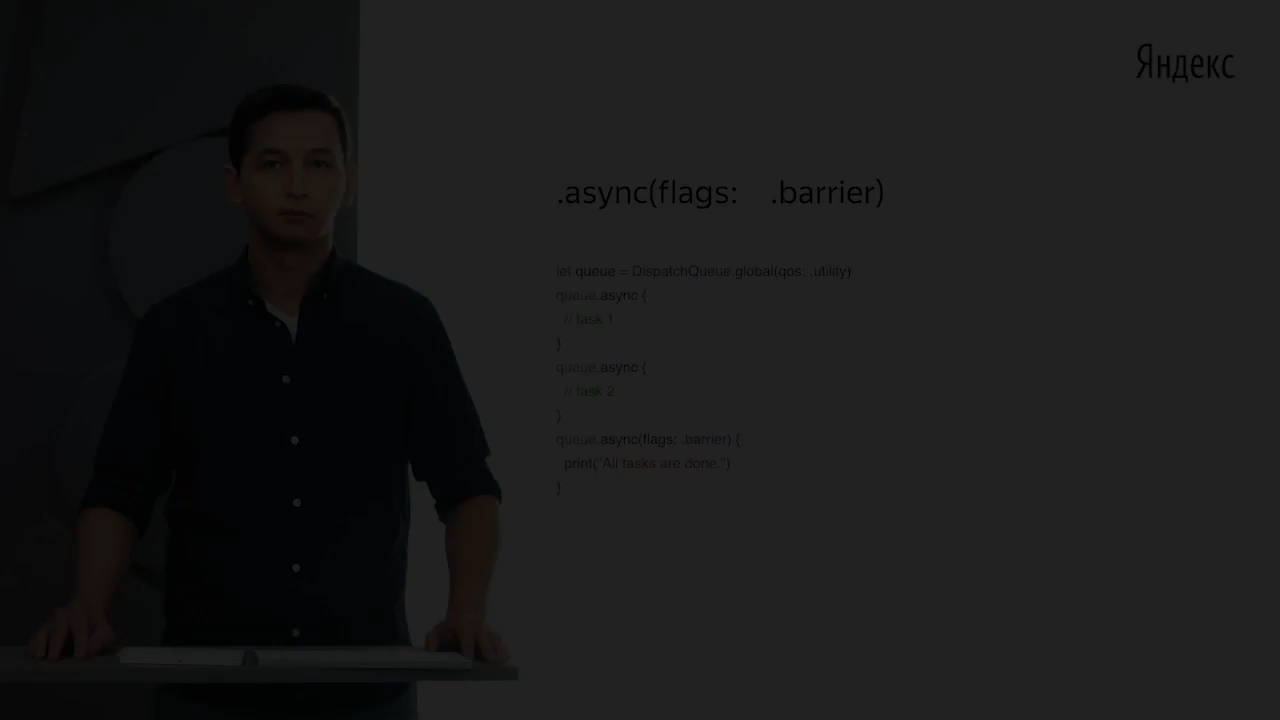 Яндекс
.async(flags: .barrier)
let queue = DispatchQueue.global(qos: .utility)
queue.async {
// task 1
}
queue.async {
// task 2
}
queue.async(flags: .barrier) {
print("All tasks are done.")
}